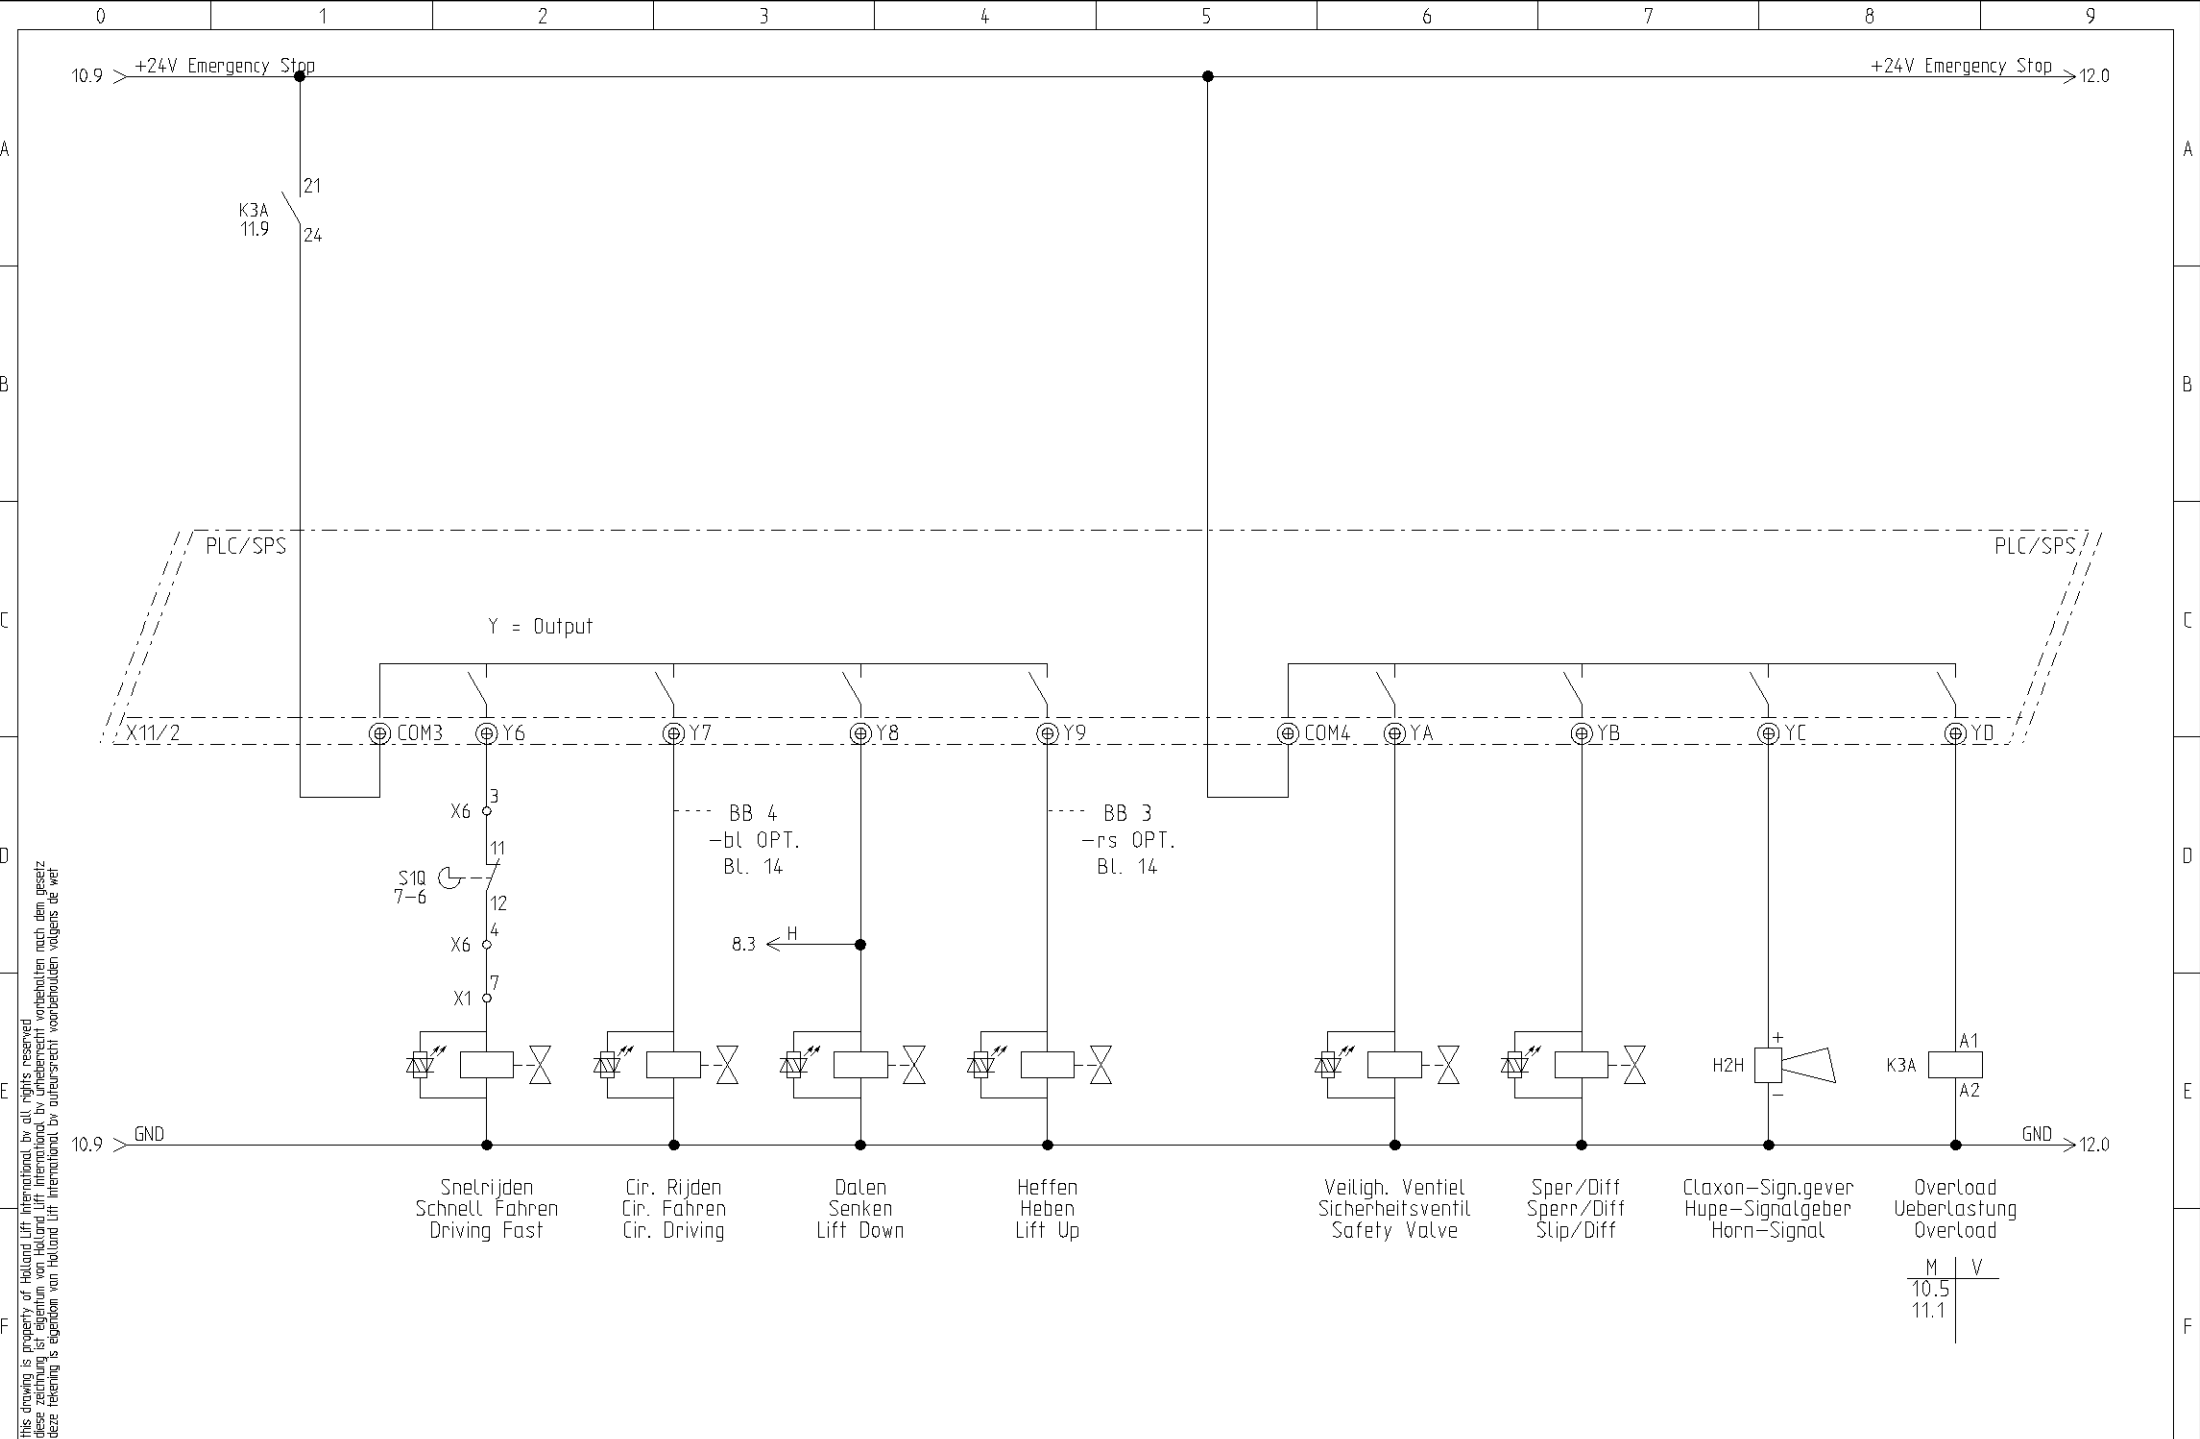 0 1 2 3 4 5 6 7 8 9
10.9 +24V Emergency Stop +24V Emergency Stop 12.0
A A
21
K3A
11.9
24
B B
PLC/SPS PLC/SPS
C C
Y = Output
X11/2 COM3 Y6 Y7 Y8 Y9 COM4 YA YB YC YD
3
X6
BB 4
-bl OPT.
Bl. 14
BB 3
-rs OPT.
Bl. 14
D D
11
S1Q
7-6
12
4
X6
8.3 H
7
X1
+
H2H
-
A1
K3A
A2
E E
10.9 GND GND 12.0
Snelrijden
Schnell Fahren
Driving Fast
Cir. Rijden
Cir. Fahren
Cir. Driving
Dalen
Senken
Lift Down
Heffen
Heben
Lift Up
Veiligh. Ventiel
Sicherheitsventil
Safety Valve
Sper/Diff
Sperr/Diff
Slip/Diff
Claxon-Sign.gever
Hupe-Signalgeber
Horn-Signal
Overload
Ueberlastung
Overload
M V
10.5
11.1
F F
this drawing is property of Holland Lift International bv all rights reserved
diese zeichnung ist eigentum von Holland Lift International bv urheberrecht vorbehalten nach dem gesetz
deze tekening is eigendom van Holland Lift International bv auteursrecht voorbehouden volgens de wet